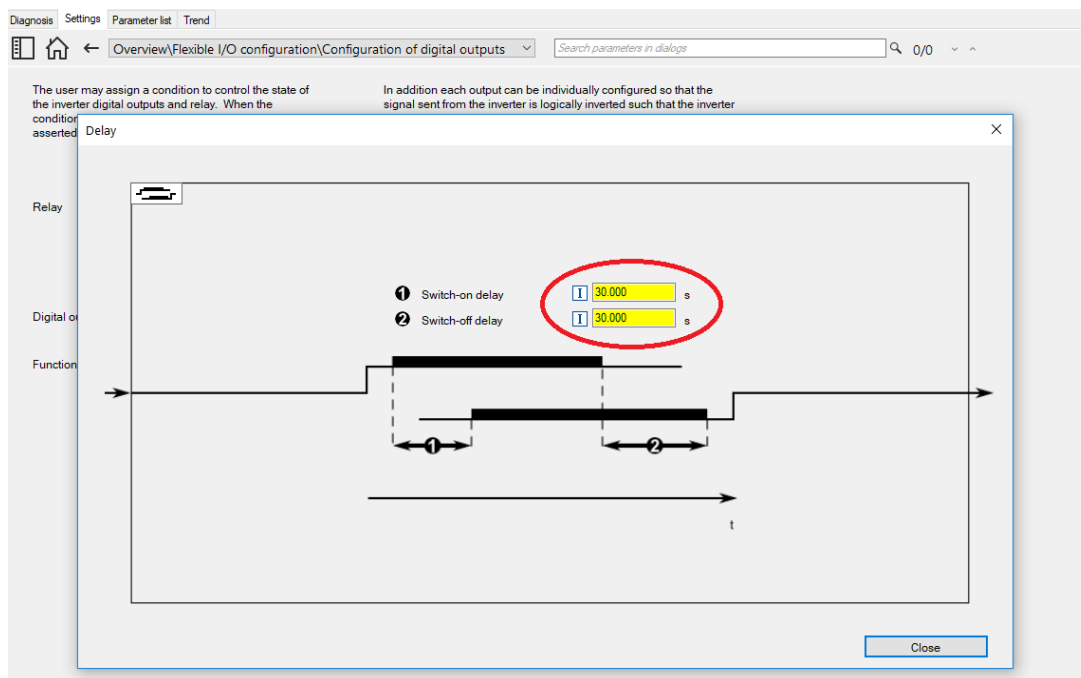 Diagnosis Settings Parameter list Trend
Overview\Flexible I/O configuration\Configuration of digital outputs
Search parameters in dialogs
0/0
The user may assign a condition to control the state of
the inverter digital outputs and relay. When the
condition
asserted
In addition each output can be individually configured so that the
signal sent from the inverter is logically inverted such that the inverter
Delay
Relay
1 Switch-on delay I 30.000 s
Digital o
2 Switch-off delay I 30.000 s
Function
1
2
t
Close